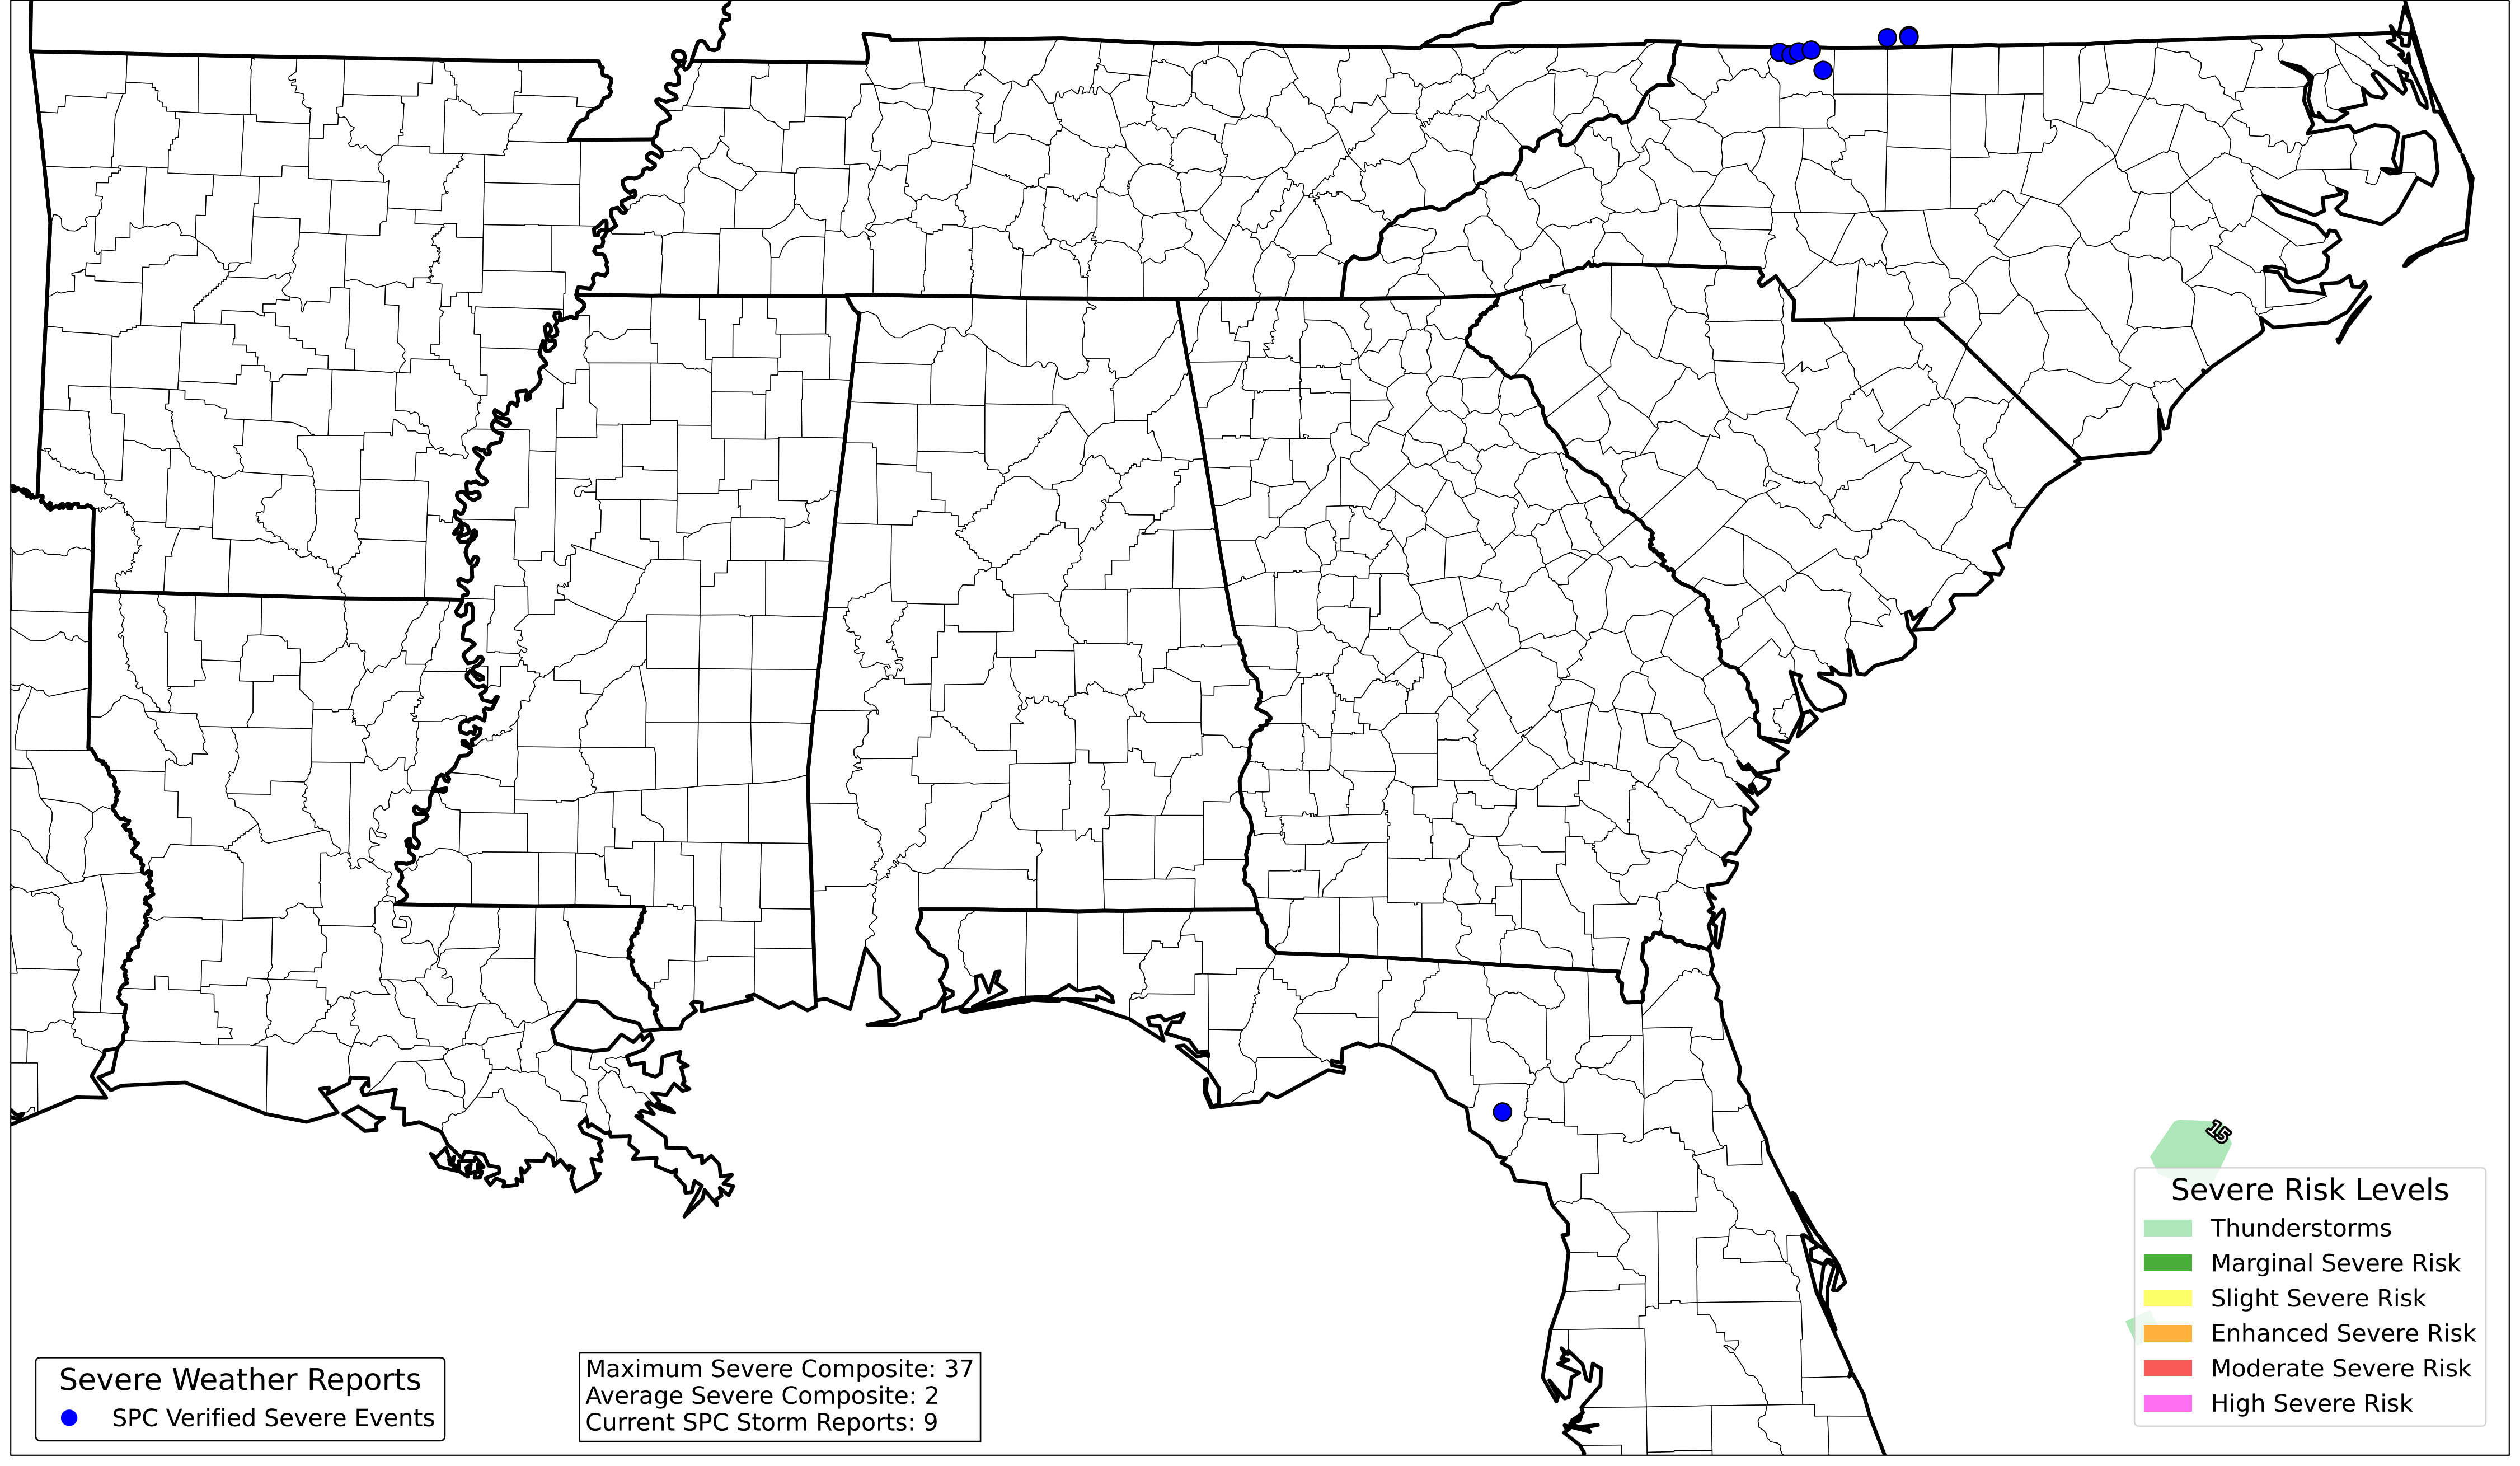 15
Severe Risk Levels
Thunderstorms
Marginal Severe Risk
Slight Severe Risk
Enhanced Severe Risk
Moderate Severe Risk
High Severe Risk
Severe Weather Reports
SPC Verified Severe Events
Maximum Severe Composite: 37
Average Severe Composite: 2
Current SPC Storm Reports: 9